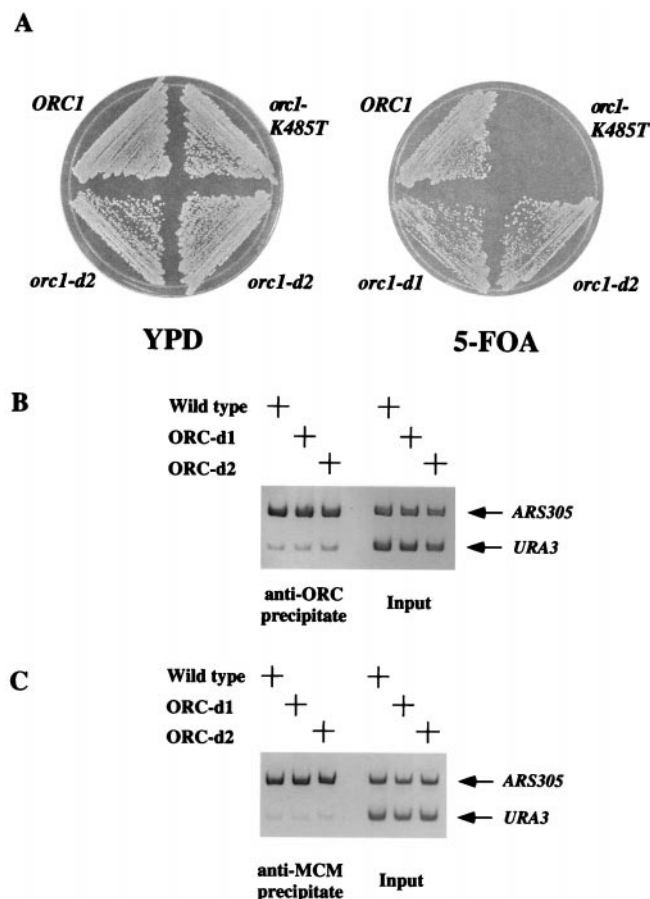 A
ORC1
orc1-
K485T
orc1-d2
orc1-d2
YPD
ORC1
orc1-
K485T
orc1-d1
orc1-d2
5-FOA
B
Wild type + +
ORC-d1 + +
ORC-d2 + +
ARS305
URA3
anti-ORC
precipitate
Input
C
Wild type + +
ORC-d1 + +
ORC-d2 + +
ARS305
URA3
anti-MCM
precipitate
Input